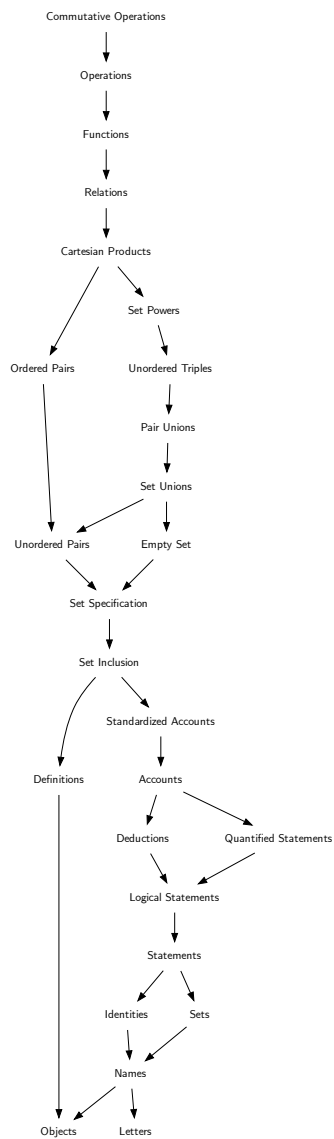 Commutative Operations
Operations
Functions
Relations
Cartesian Products
Set Powers
Ordered Pairs
Unordered Triples
Pair Unions
Set Unions
Unordered Pairs
Empty Set
Set Specification
Set Inclusion
Standardized Accounts
Definitions
Accounts
Deductions
Quantified Statements
Logical Statements
Statements
Identities
Sets
Names
Objects
Letters